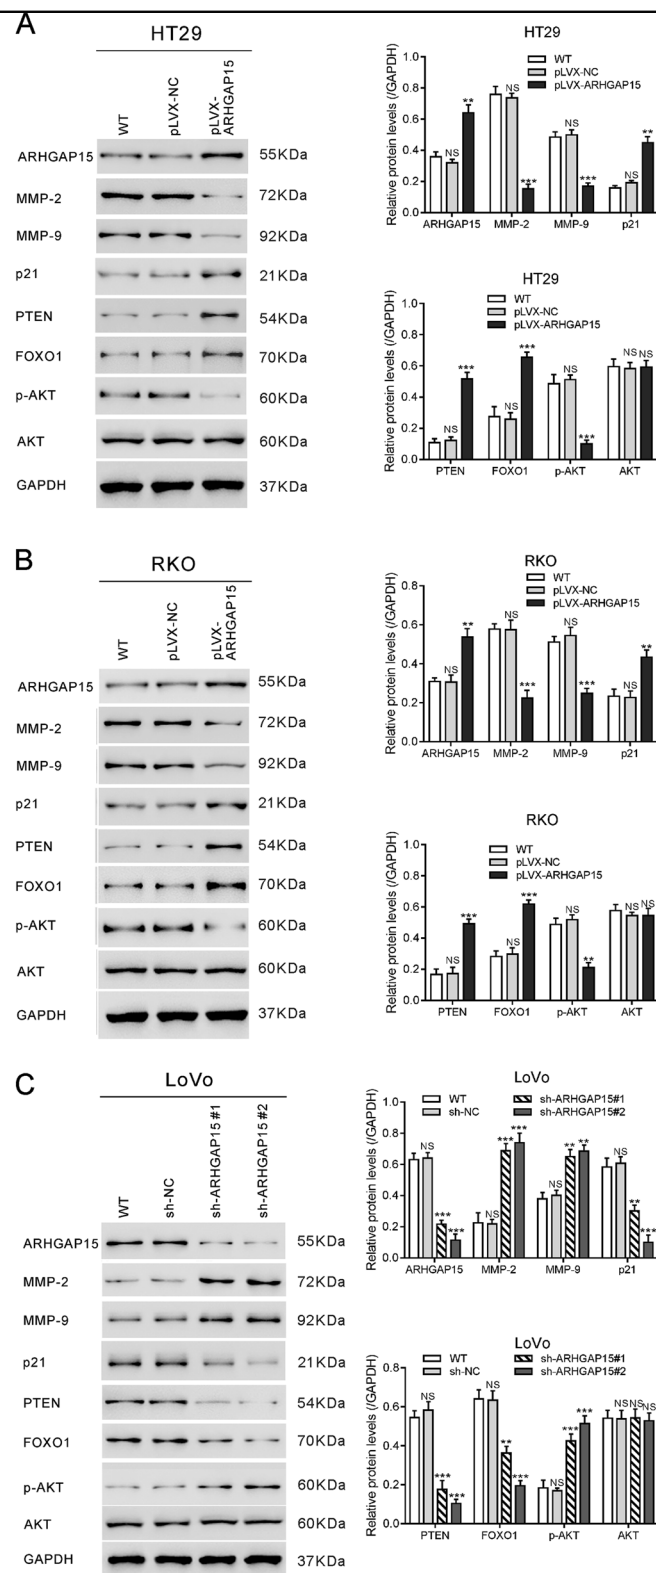 A
HT29
WT
pLVX-NC
pLVX-
ARHGAP15
ARHGAP15 55KDa
MMP-2 72KDa
MMP-9 92KDa
p21 21KDa
PTEN 54KDa
FOXO1 70KDa
p-AKT 60KDa
AKT 60KDa
GAPDH 37KDa
HT29
WT
pLVX-NC
pLVX-ARHGAP15
Relative protein levels (/GAPDH)
1.0
0.8
0.6
0.4
0.2
0.0
NS ** NS *** NS *** NS **
ARHGAP15 MMP-2 MMP-9 p21
HT29
WT
pLVX-NC
pLVX-ARHGAP15
Relative protein levels (/GAPDH)
1.0
0.8
0.6
0.4
0.2
0.0
NS *** NS *** NS *** NS NS
PTEN FOXO1 p-AKT AKT
B
RKO
WT
pLVX-NC
pLVX-
ARHGAP15
ARHGAP15 55KDa
MMP-2 72KDa
MMP-9 92KDa
p21 21KDa
PTEN 54KDa
FOXO1 70KDa
p-AKT 60KDa
AKT 60KDa
GAPDH 37KDa
RKO
WT
pLVX-NC
pLVX-ARHGAP15
Relative protein levels (/GAPDH)
0.8
0.6
0.4
0.2
0.0
NS ** NS *** NS *** NS **
ARHGAP15 MMP-2 MMP-9 p21
RKO
WT
pLVX-NC
pLVX-ARHGAP15
Relative protein levels (/GAPDH)
1.0
0.8
0.6
0.4
0.2
0.0
NS *** NS *** NS ** NS NS
PTEN FOXO1 p-AKT AKT
C
LoVo
WT
sh-NC
sh-ARHGAP15 #1
sh-ARHGAP15 #2
ARHGAP15 55KDa
MMP-2 72KDa
MMP-9 92KDa
p21 21KDa
PTEN 54KDa
FOXO1 70KDa
p-AKT 60KDa
AKT 60KDa
GAPDH 37KDa
LoVo
WT sh-ARHGAP15#1
sh-NC sh-ARHGAP15#2
Relative protein levels (/GAPDH)
1.0
0.8
0.6
0.4
0.2
0.0
NS *** *** NS *** *** NS ** ** NS ** ***
ARHGAP15 MMP-2 MMP-9 p21
LoVo
WT sh-ARHGAP15#1
sh-NC sh-ARHGAP15#2
Relative protein levels (/GAPDH)
0.8
0.6
0.4
0.2
0.0
NS *** *** NS ** *** NS *** *** NS NS NS
PTEN FOXO1 p-AKT AKT